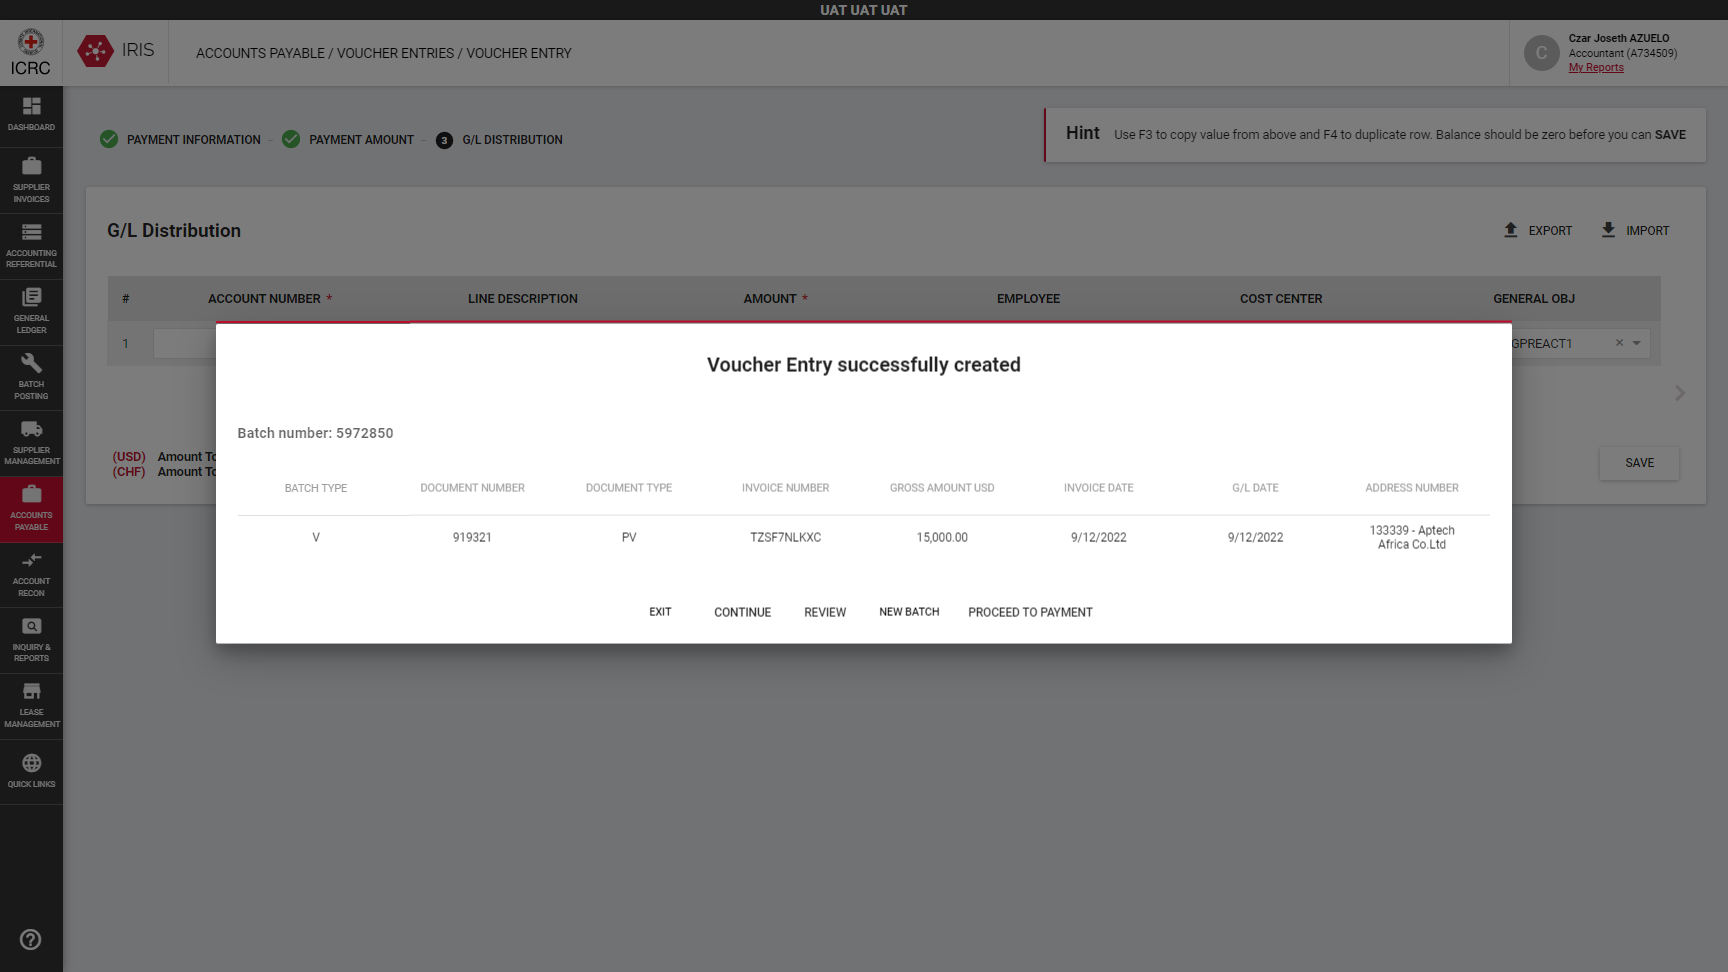 UAT UAT UAT
ICRC
IRIS
ACCOUNTS PAYABLE / VOUCHER ENTRIES / VOUCHER ENTRY
C
Czar Joseth AZUELO
Accountant (A734509)
My Reports
DASHBOARD
SUPPLIER
INVOICES
ACCOUNTING
REFERENTIAL
GENERAL
LEDGER
BATCH
POSTING
SUPPLIER
MANAGEMENT
ACCOUNTS
PAYABLE
ACCOUNT
RECON
INQUIRY &
REPORTS
LEASE
MANAGEMENT
QUICK LINKS
PAYMENT INFORMATION - PAYMENT AMOUNT - 3 G/L DISTRIBUTION
Hint Use F3 to copy value from above and F4 to duplicate row. Balance should be zero before you can SAVE
G/L Distribution
EXPORT IMPORT
# ACCOUNT NUMBER * LINE DESCRIPTION AMOUNT * EMPLOYEE COST CENTER GENERAL OBJ
1 GPREACT1 ×
(USD) Amount To
(CHF) Amount To
SAVE
Voucher Entry successfully created
Batch number: 5972850
BATCH TYPE DOCUMENT NUMBER DOCUMENT TYPE INVOICE NUMBER GROSS AMOUNT USD INVOICE DATE G/L DATE ADDRESS NUMBER
V 919321 PV TZSF7NLKXC 15,000.00 9/12/2022 9/12/2022 133339 - Aptech
Africa Co.Ltd
EXIT CONTINUE REVIEW NEW BATCH PROCEED TO PAYMENT